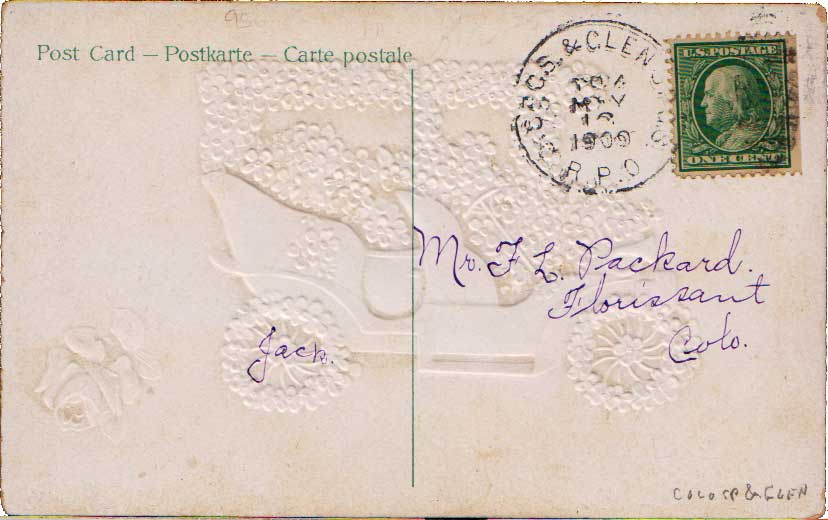 95
Post Card — Postkarte — Carte postale
& GLEN
MAY
1909
R.P.O
U.S. POSTAGE
ONE CENT
Mr. F L. Packard.
Florissant
Colo.
Jack.
COLO SP & GLEN